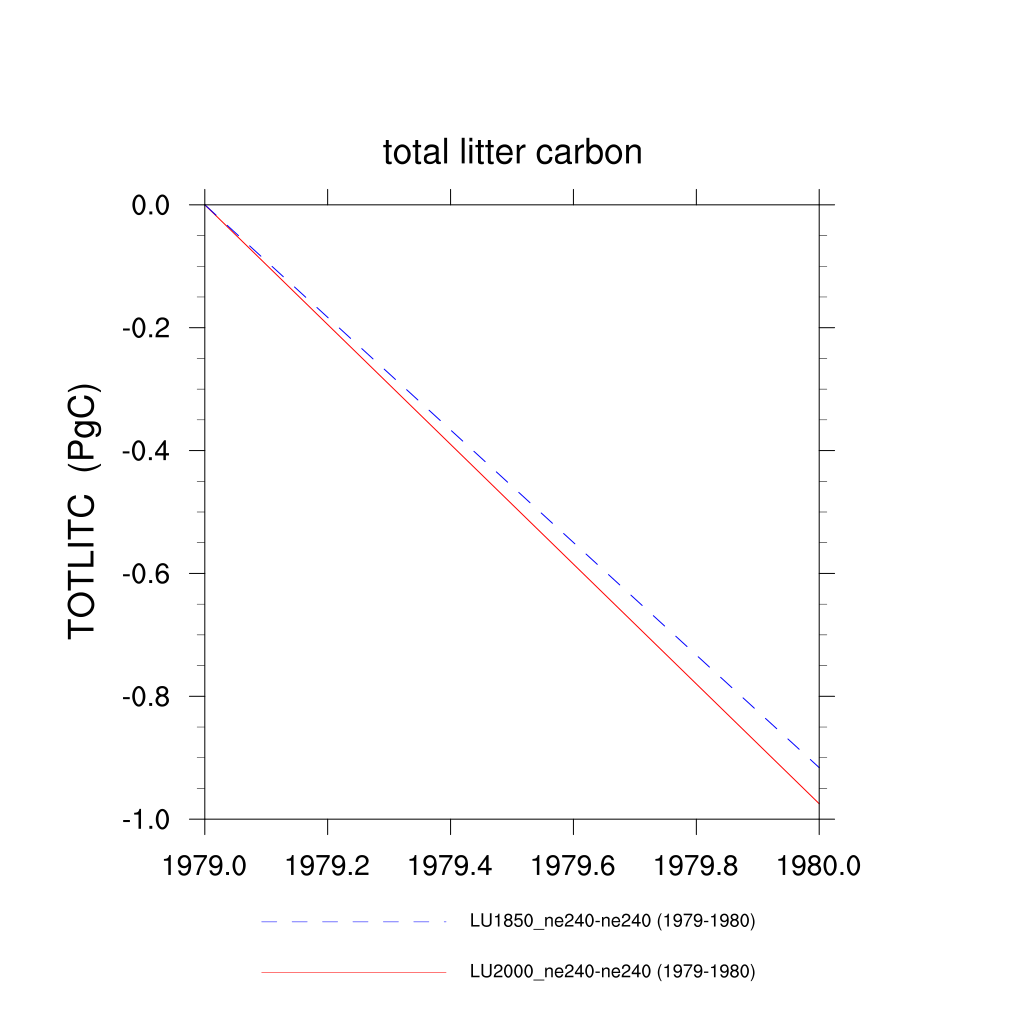 total litter carbon
TOTLITC (PgC)
0.0
-0.2
-0.4
-0.6
-0.8
-1.0
1979.0 1979.2 1979.4 1979.6 1979.8 1980.0
LU1850_ne240-ne240 (1979-1980)
LU2000_ne240-ne240 (1979-1980)